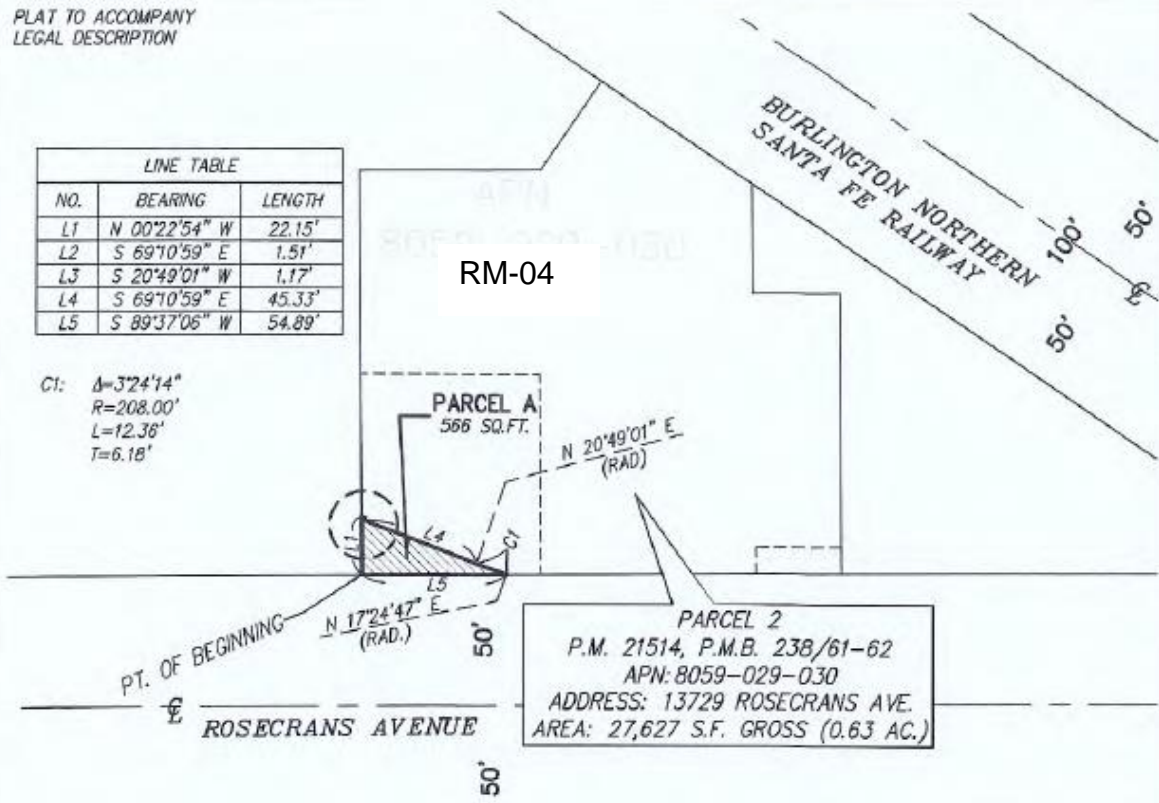 PLAT TO ACCOMPANY
LEGAL DESCRIPTION
LINE TABLE
NO. BEARING LENGTH
L1 N 00°22'54" W 22.15'
L2 S 69°10'59" E 1.51'
L3 S 20°49'01" W 1.17'
L4 S 69°10'59" E 45.33'
L5 S 89°37'06" W 54.89'
C1: Δ=3°24'14"
R=208.00'
L=12.36'
T=6.18'
BURLINGTON NORTHERN
SANTA FE RAILWAY
50'
100'
℄
50'
RM-04
PARCEL A
566 SQ.FT.
N 20°49'01" E
(RAD)
L1
L4
C1
L5
N 17°24'47" E
(RAD.)
PT. OF BEGINNING
50'
℄
ROSECRANS AVENUE
50'
PARCEL 2
P.M. 21514, P.M.B. 238/61-62
APN: 8059-029-030
ADDRESS: 13729 ROSECRANS AVE.
AREA: 27,627 S.F. GROSS (0.63 AC.)